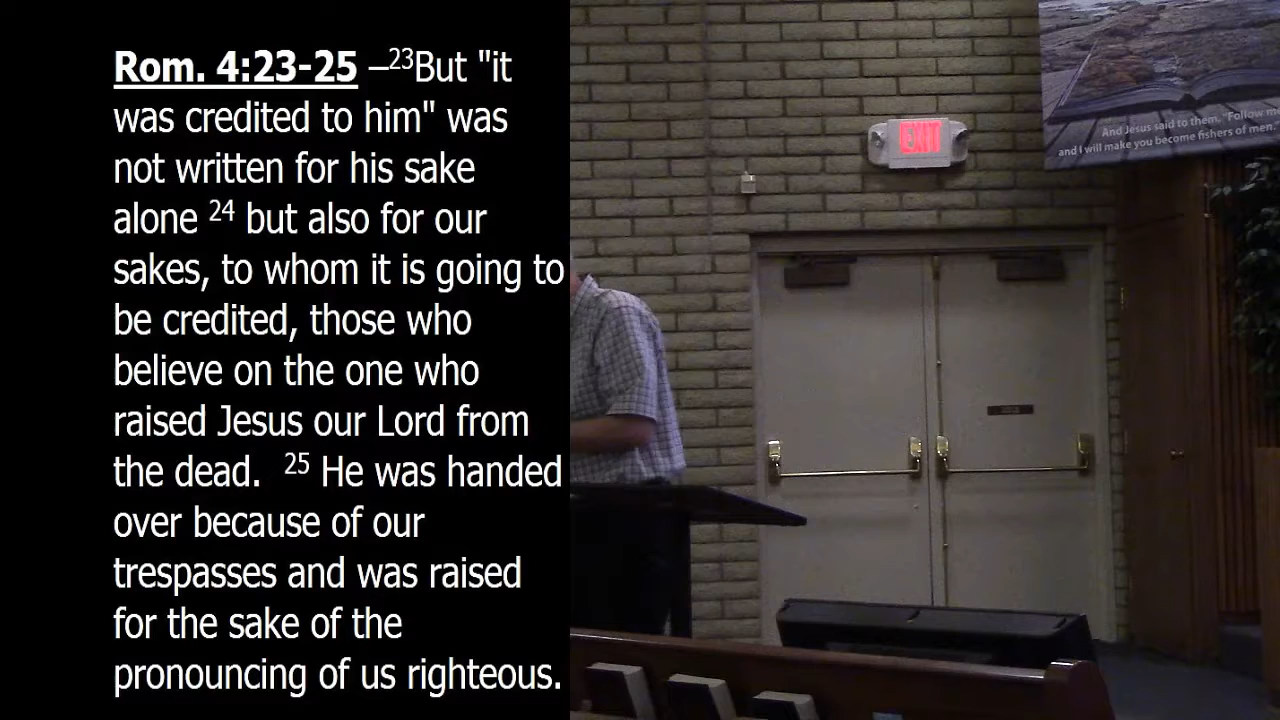 Rom. 4:23-25 –23But "it
was credited to him" was
not written for his sake
alone 24 but also for our
sakes, to whom it is going to
be credited, those who
believe on the one who
raised Jesus our Lord from
the dead. 25 He was handed
over because of our
trespasses and was raised
for the sake of the
pronouncing of us righteous.
EXIT
And Jesus said to them, "Follow me
and I will make you become fishers of men."